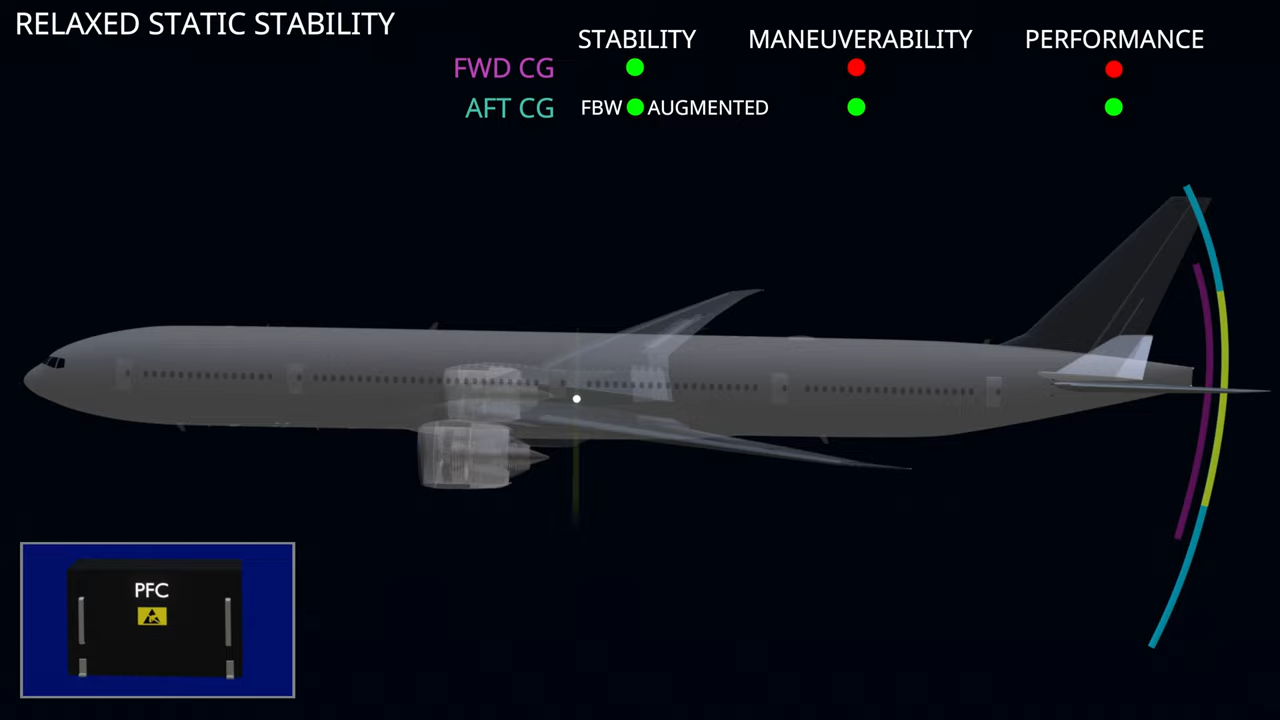 RELAXED STATIC STABILITY
STABILITY MANEUVERABILITY PERFORMANCE
FWD CG
AFT CG FBW AUGMENTED
PFC